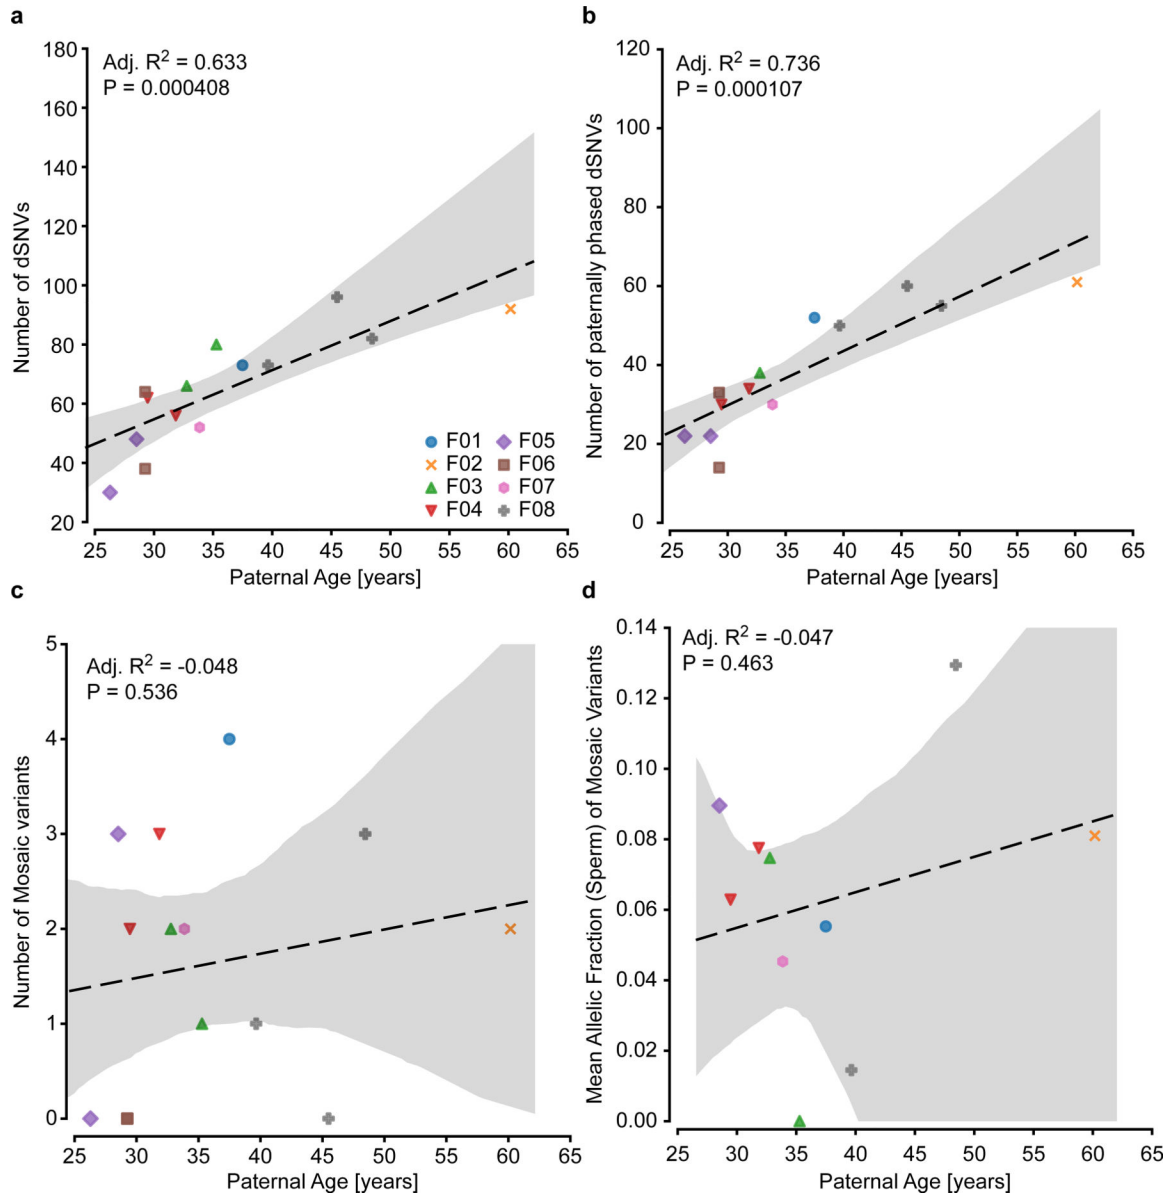 a
Adj. R² = 0.633
P = 0.000408
Number of dSNVs
180
160
140
120
100
80
60
40
20
F01
F02
F03
F04
F05
F06
F07
F08
25 30 35 40 45 50 55 60 65
Paternal Age [years]
b
Adj. R² = 0.736
P = 0.000107
Number of paternally phased dSNVs
120
100
80
60
40
20
0
25 30 35 40 45 50 55 60 65
Paternal Age [years]
c
Adj. R² = -0.048
P = 0.536
Number of Mosaic variants
5
4
3
2
1
0
25 30 35 40 45 50 55 60 65
Paternal Age [years]
d
Adj. R² = -0.047
P = 0.463
Mean Allelic Fraction (Sperm) of Mosaic Variants
0.14
0.12
0.10
0.08
0.06
0.04
0.02
0.00
25 30 35 40 45 50 55 60 65
Paternal Age [years]